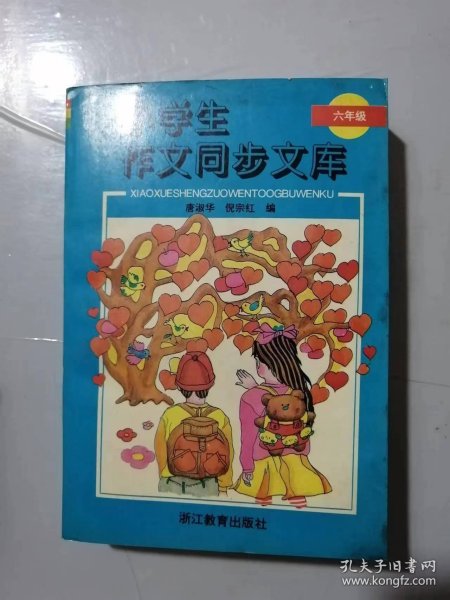 六年级
学生
作文同步文库
XIAOXUESHENGZUOWENTOOGBUWENKU
唐淑华 倪宗红 编
浙江教育出版社
孔夫子旧书网
www.kongfz.com